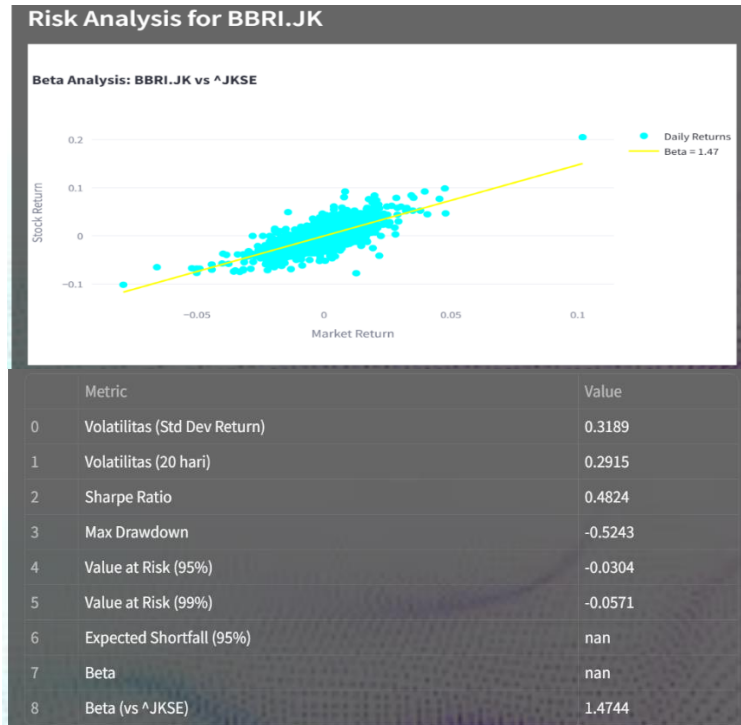 Risk Analysis for BBRI.JK
Beta Analysis: BBRI.JK vs ^JKSE
0.2
0.1
0
−0.1
Stock Return
−0.05
0
0.05
0.1
Market Return
Daily Returns
Beta = 1.47
Metric Value
0 Volatilitas (Std Dev Return) 0.3189
1 Volatilitas (20 hari) 0.2915
2 Sharpe Ratio 0.4824
3 Max Drawdown -0.5243
4 Value at Risk (95%) -0.0304
5 Value at Risk (99%) -0.0571
6 Expected Shortfall (95%) nan
7 Beta nan
8 Beta (vs ^JKSE) 1.4744